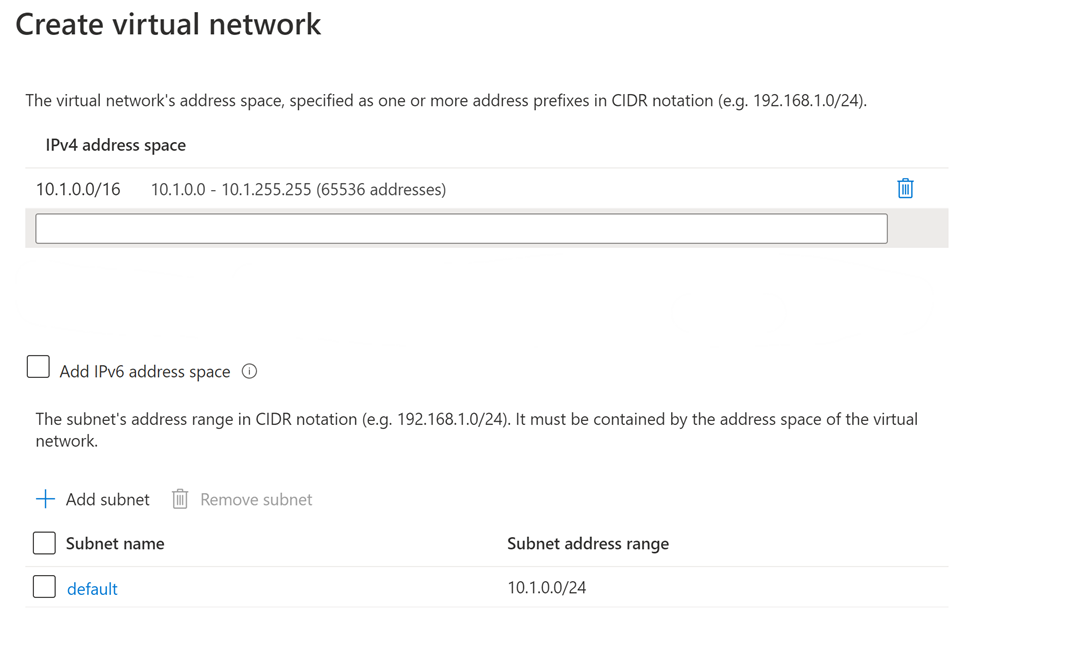 Create virtual network
The virtual network's address space, specified as one or more address prefixes in CIDR notation (e.g. 192.168.1.0/24).
IPv4 address space
10.1.0.0/16 10.1.0.0 - 10.1.255.255 (65536 addresses)
Add IPv6 address space
The subnet's address range in CIDR notation (e.g. 192.168.1.0/24). It must be contained by the address space of the virtual
network.
Add subnet Remove subnet
Subnet name Subnet address range
default 10.1.0.0/24